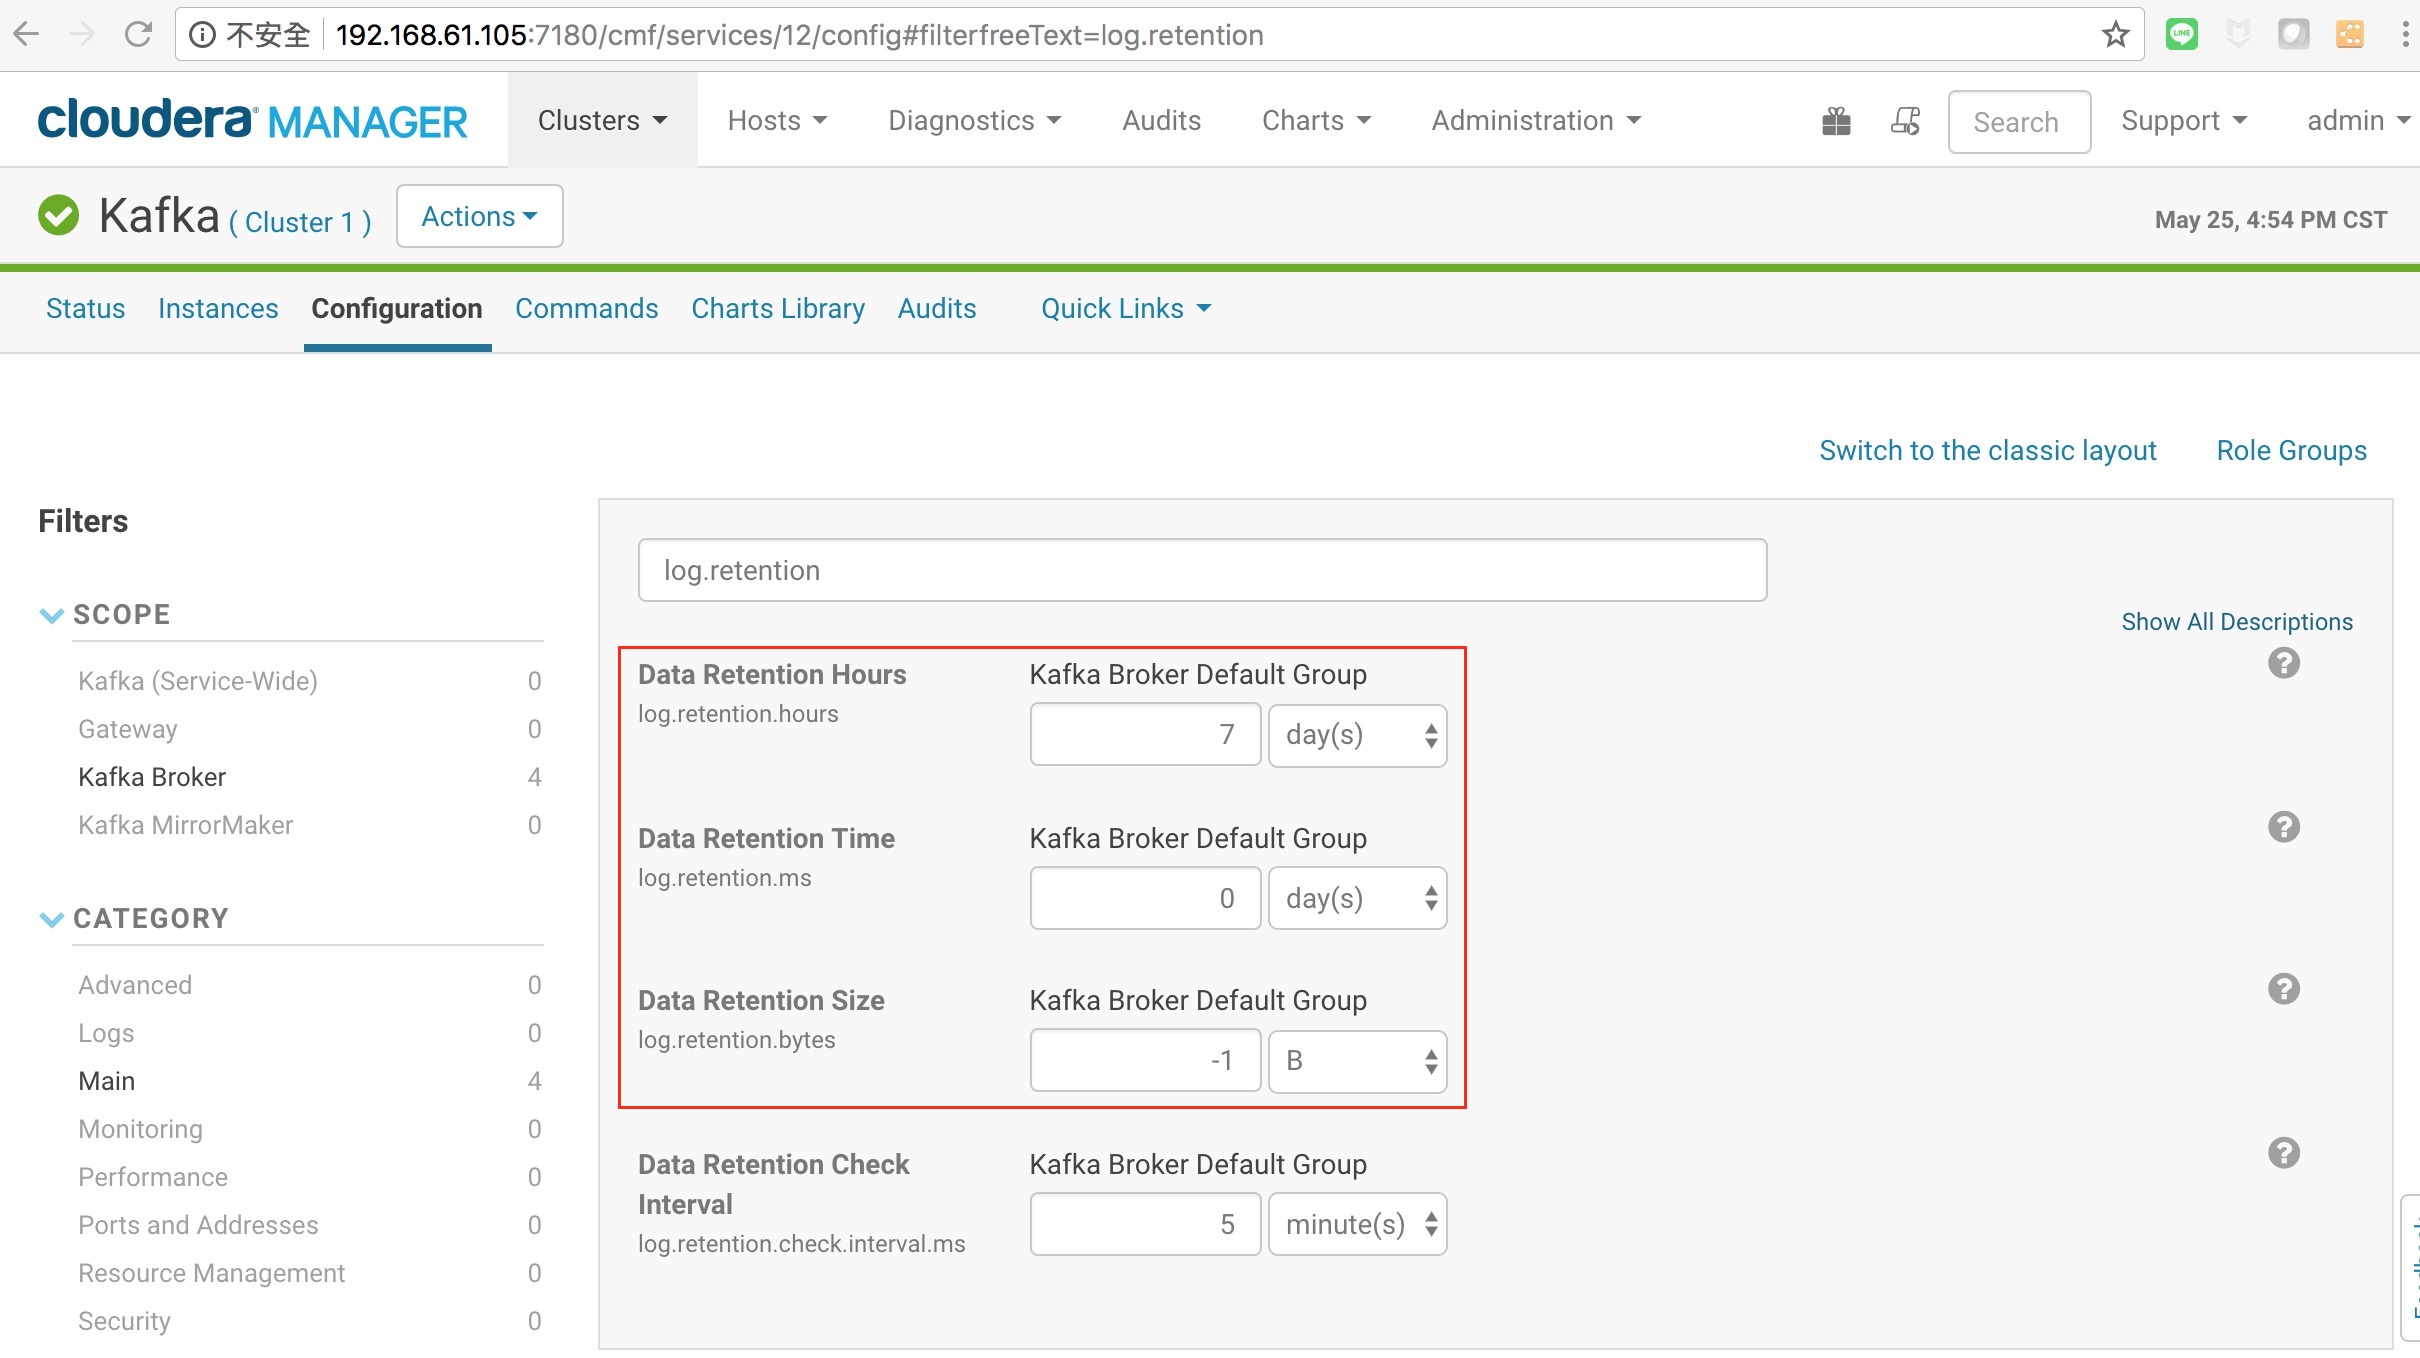 不安全 192.168.61.105:7180/cmf/services/12/config#filterfreeText=log.retention
LINE
cloudera MANAGER Clusters Hosts Diagnostics Audits Charts Administration Search Support admin
Kafka ( Cluster 1 ) Actions May 25, 4:54 PM CST
Status Instances Configuration Commands Charts Library Audits Quick Links
Switch to the classic layout Role Groups
Filters
SCOPE
Kafka (Service-Wide) 0
Gateway 0
Kafka Broker 4
Kafka MirrorMaker 0
CATEGORY
Advanced 0
Logs 0
Main 4
Monitoring 0
Performance 0
Ports and Addresses 0
Resource Management 0
Security 0
log.retention
Show All Descriptions
Data Retention Hours Kafka Broker Default Group
log.retention.hours
7 day(s)
Data Retention Time Kafka Broker Default Group
log.retention.ms
0 day(s)
Data Retention Size Kafka Broker Default Group
log.retention.bytes
-1 B
Data Retention Check Kafka Broker Default Group
Interval
5 minute(s)
log.retention.check.interval.ms